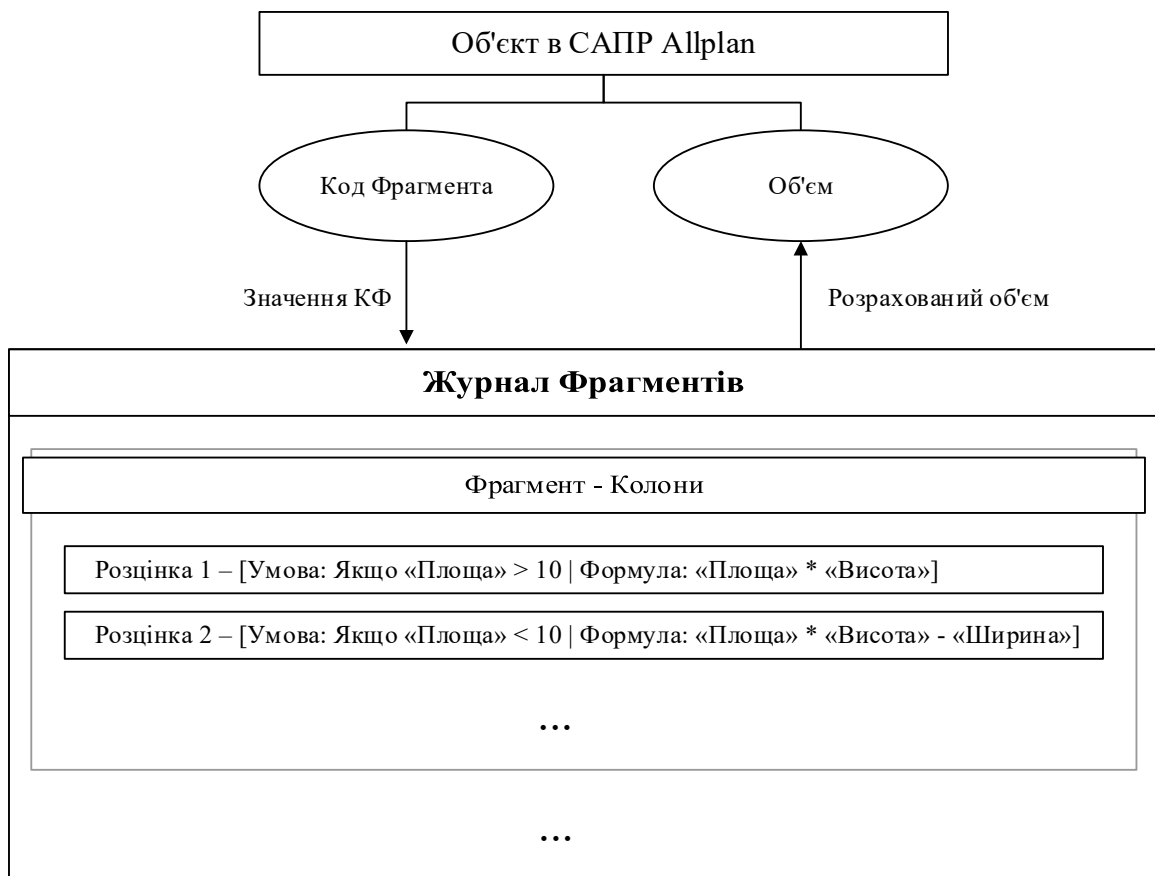 Об'єкт в САПР Allplan
Код Фрагмента
Об'єм
Значення КФ
Розрахований об'єм
Журнал Фрагментів
Фрагмент - Колони
Розцінка 1 – [Умова: Якщо «Площа» > 10 | Формула: «Площа» * «Висота»]
Розцінка 2 – [Умова: Якщо «Площа» < 10 | Формула: «Площа» * «Висота» - «Ширина»]
...
...